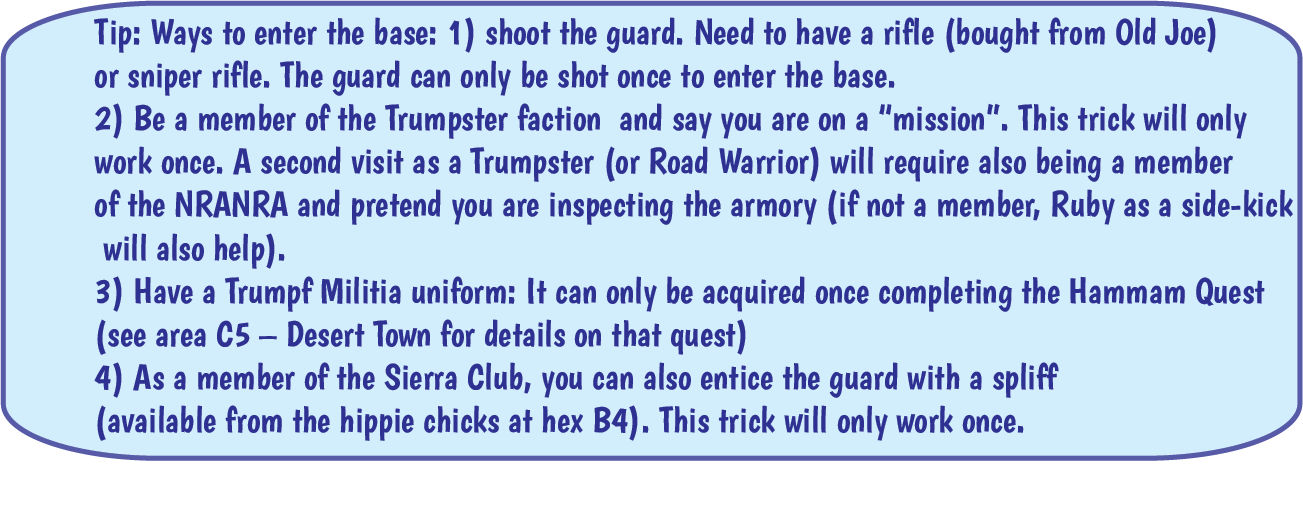 Tip: Ways to enter the base: 1) shoot the guard. Need to have a rifle (bought from Old Joe)
or sniper rifle. The guard can only be shot once to enter the base.
2) Be a member of the Trumpster faction  and say you are on a “mission”. This trick will only
work once. A second visit as a Trumpster (or Road Warrior) will require also being a member
of the NRANRA and pretend you are inspecting the armory (if not a member, Ruby as a side-kick
will also help).
3) Have a Trumpf Militia uniform: It can only be acquired once completing the Hammam Quest
(see area C5 – Desert Town for details on that quest)
4) As a member of the Sierra Club, you can also entice the guard with a spliff
(available from the hippie chicks at hex B4). This trick will only work once.